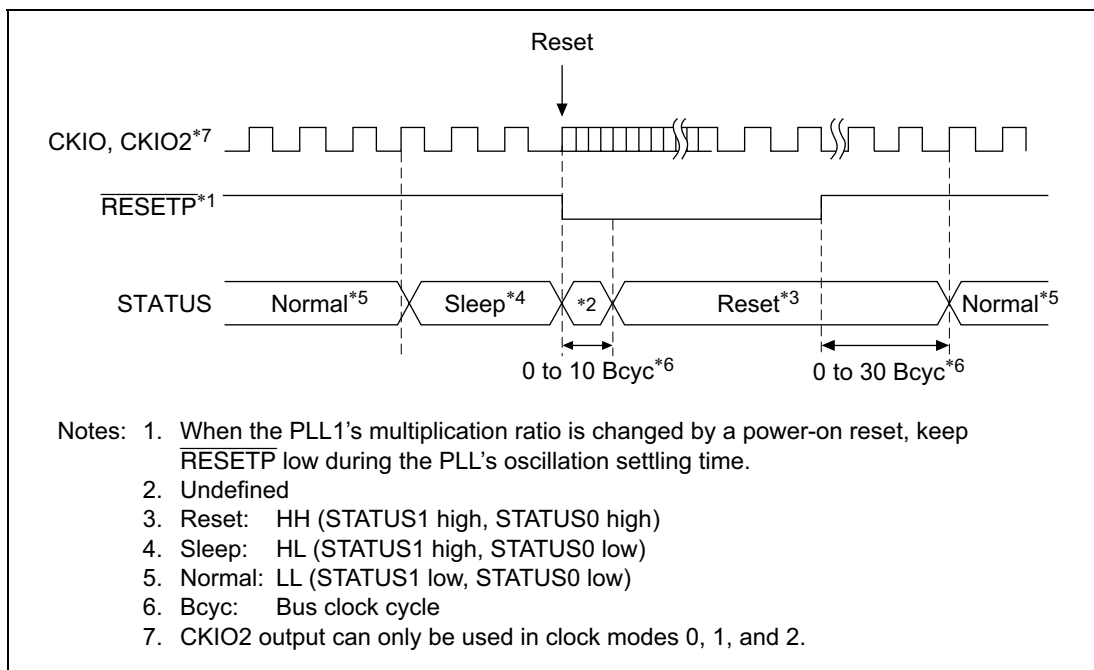 Reset
CKIO, CKIO2*7
RESETP*1
STATUS
Normal*5
Sleep*4
*2
Reset*3
Normal*5
0 to 10 Bcyc*6
0 to 30 Bcyc*6
Notes: 1. When the PLL1's multiplication ratio is changed by a power-on reset, keep
RESETP low during the PLL's oscillation settling time.
2. Undefined
3. Reset: HH (STATUS1 high, STATUS0 high)
4. Sleep: HL (STATUS1 high, STATUS0 low)
5. Normal: LL (STATUS1 low, STATUS0 low)
6. Bcyc: Bus clock cycle
7. CKIO2 output can only be used in clock modes 0, 1, and 2.